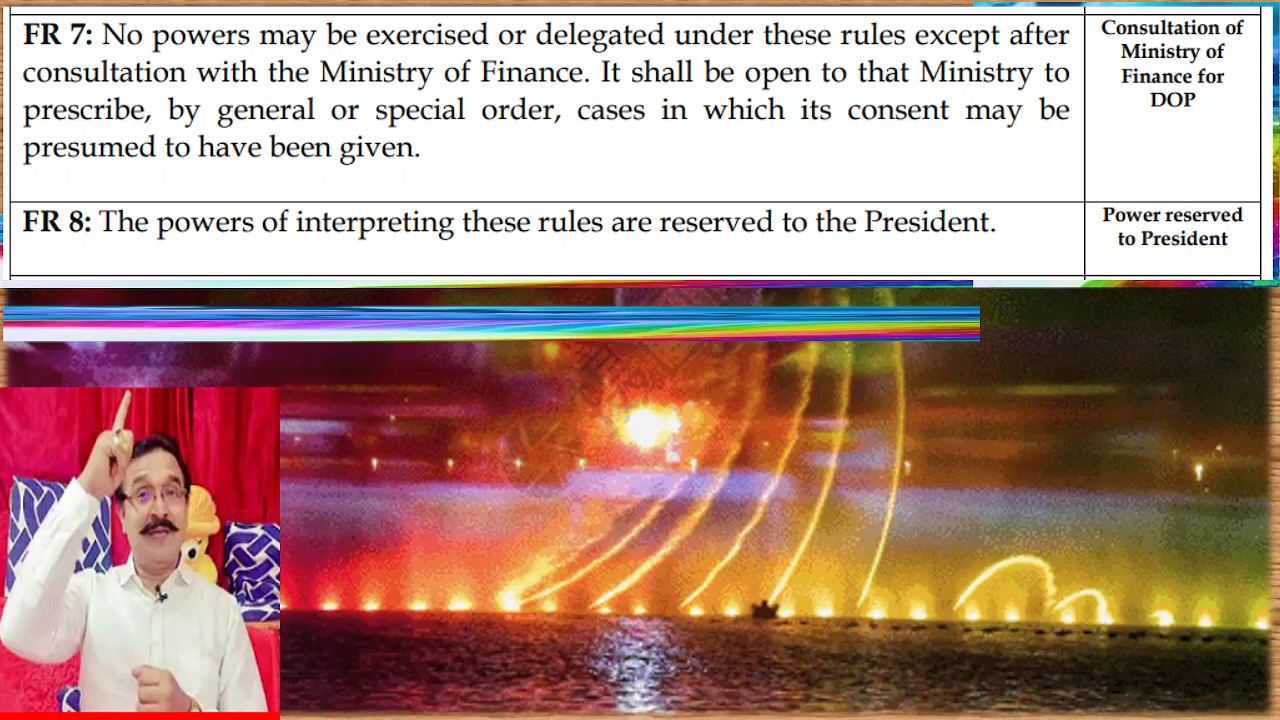 FR 7: No powers may be exercised or delegated under these rules except after
consultation with the Ministry of Finance. It shall be open to that Ministry to
prescribe, by general or special order, cases in which its consent may be
presumed to have been given.
Consultation of
Ministry of
Finance for
DOP
FR 8: The powers of interpreting these rules are reserved to the President.
Power reserved
to President